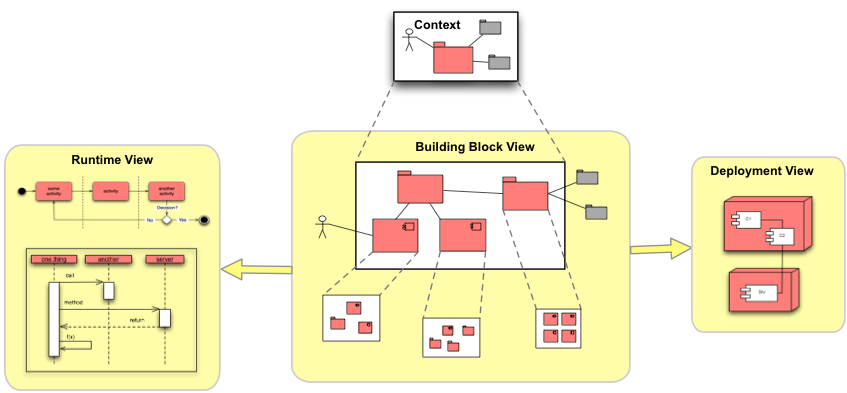 Context
Building Block View
Runtime View
some
activity
activity
another
activity
Decision?
No
Yes
one thing
another
server
call
method
return
f(x)
Deployment View
C1
C2
Srv